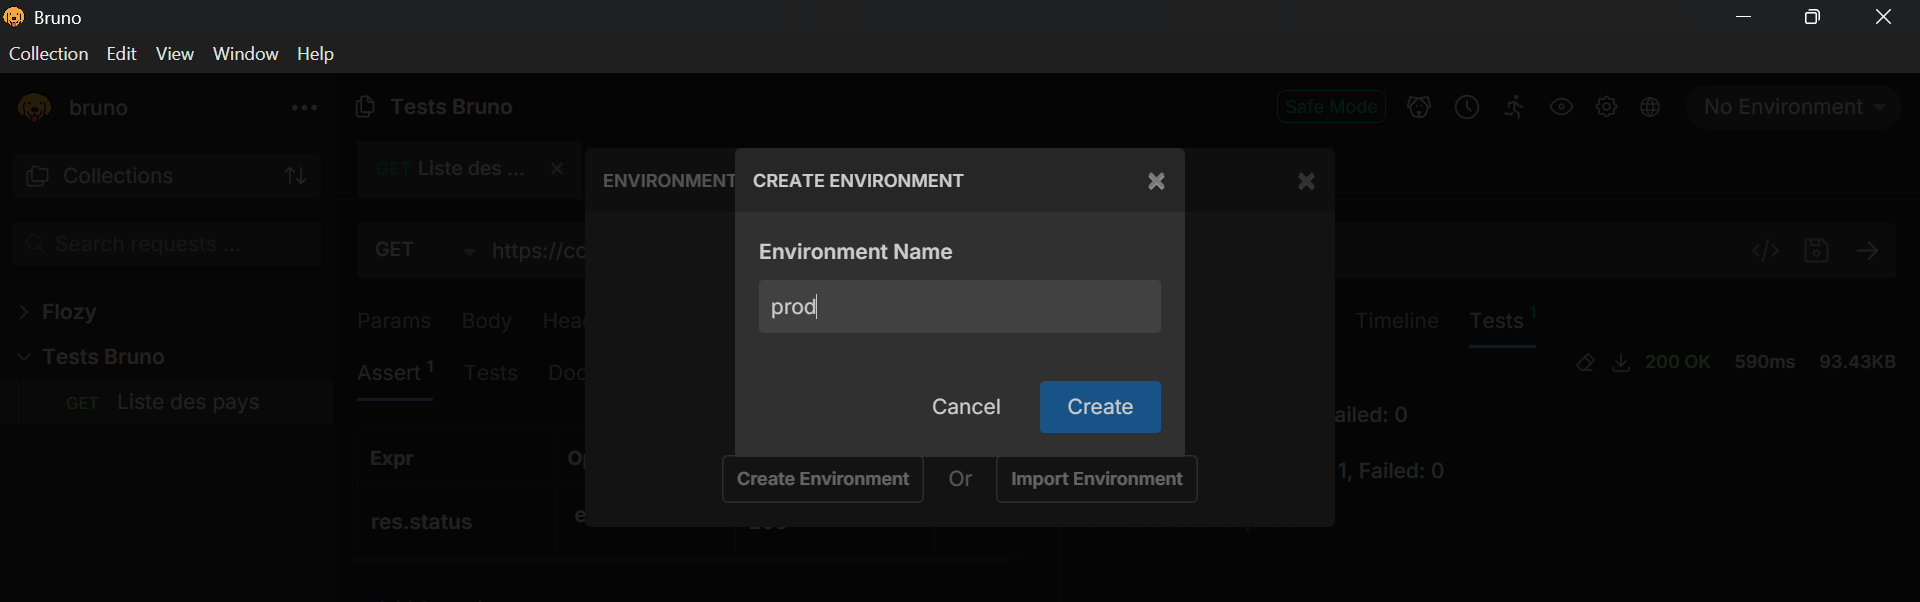 Bruno
Collection Edit View Window Help
bruno
Tests Bruno
Safe Mode
No Environment
Collections
GET Liste des ...
ENVIRONMENT
CREATE ENVIRONMENT
Search requests ...
GET
https://co
Environment Name
prod
Flozy
Params Body Hea
Timeline Tests 1
Tests Bruno
Assert 1 Tests Doc
200 OK 590ms 93.43KB
GET Liste des pays
Cancel Create
ailed: 0
Expr
Create Environment Or Import Environment
1, Failed: 0
res.status